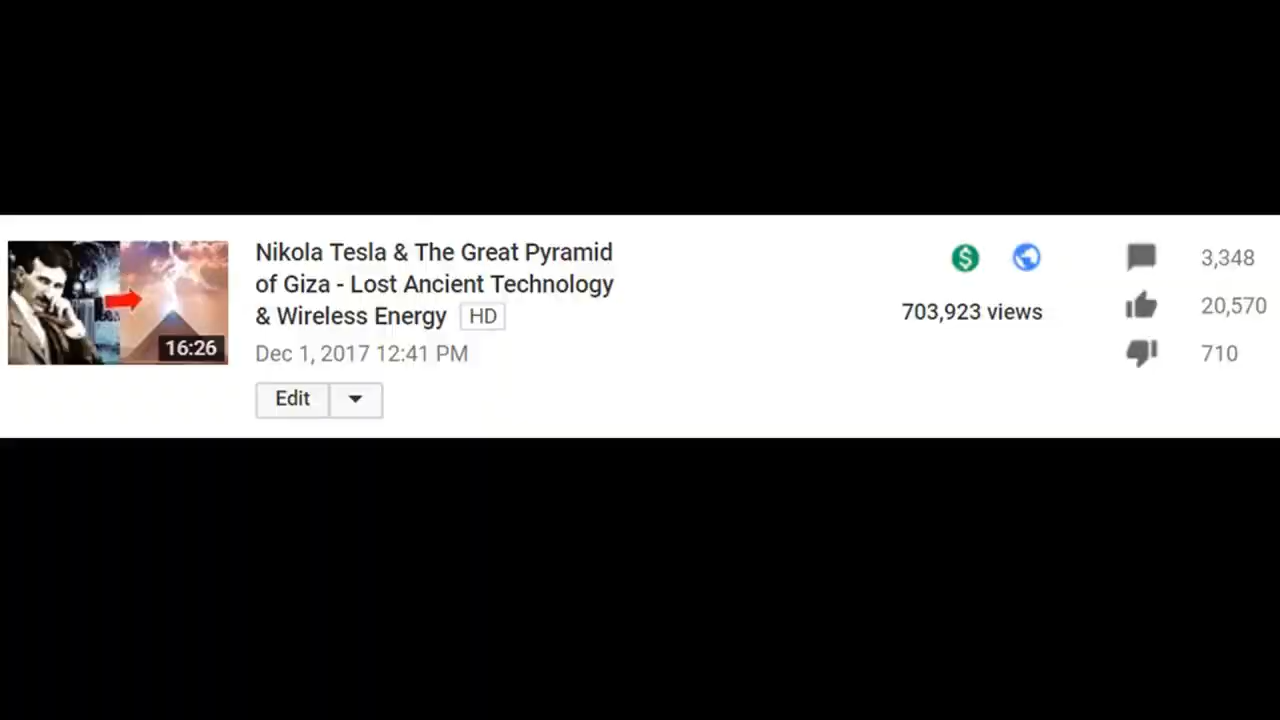 Nikola Tesla & The Great Pyramid
of Giza - Lost Ancient Technology
& Wireless Energy HD
Dec 1, 2017 12:41 PM
Edit
16:26
703,923 views
3,348
20,570
710